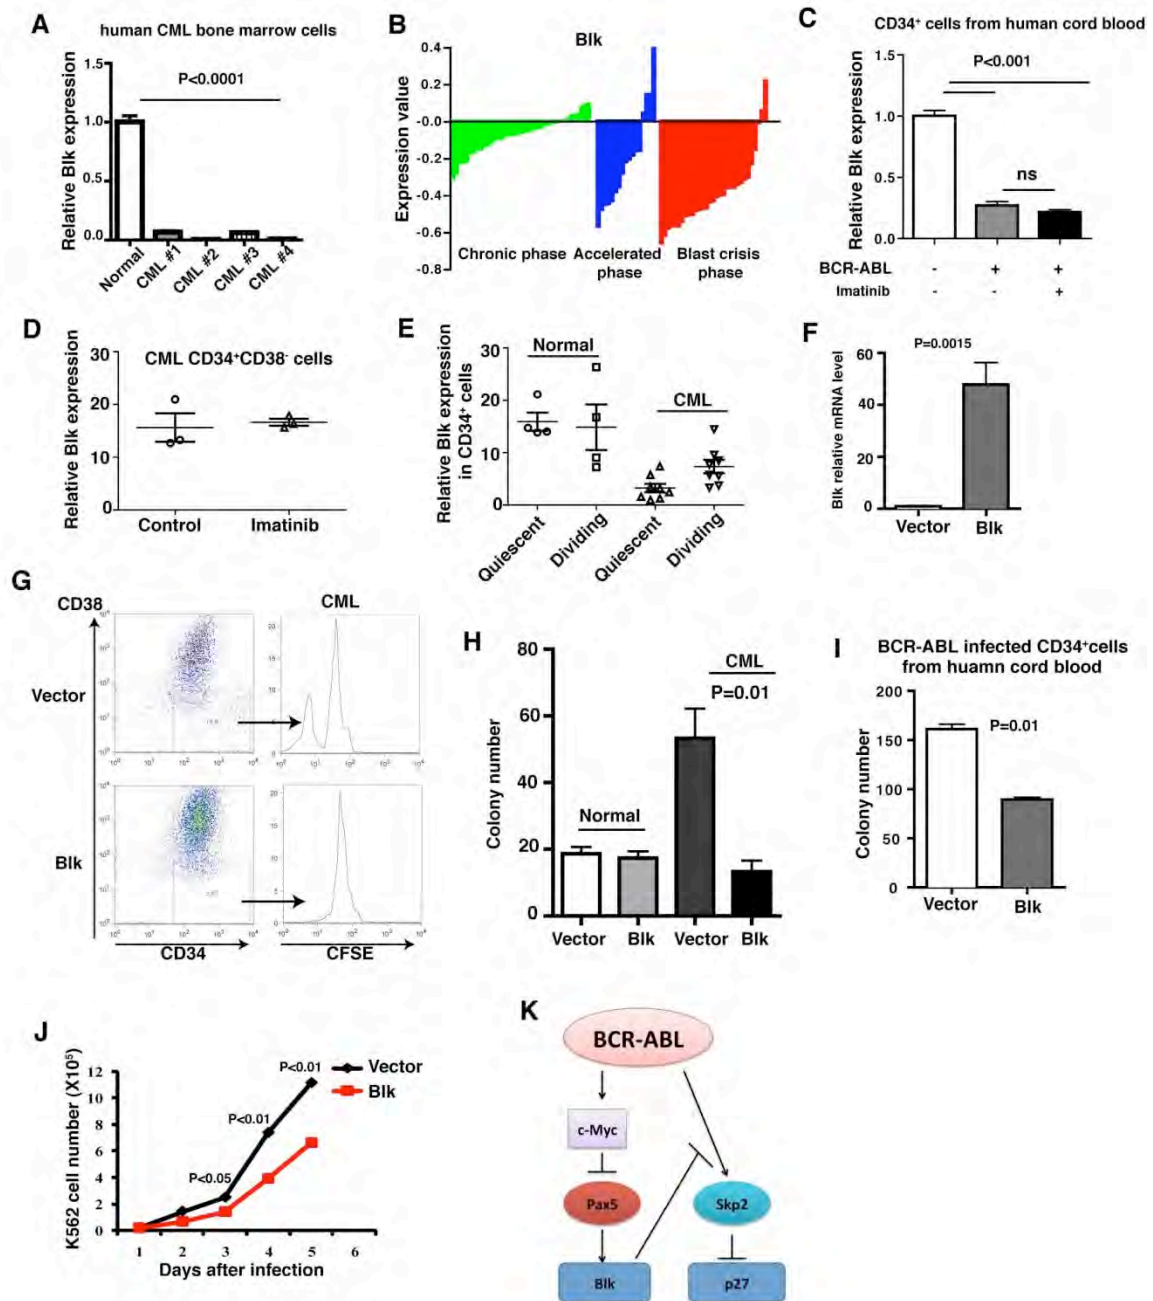 A
human CML bone marrow cells
Relative Blk expression
1.5
1.0
0.5
0.0
P<0.0001
Normal
CML #1
CML #2
CML #3
CML #4
B
Blk
Expression value
0.4
0.2
-0.0
-0.2
-0.4
-0.6
-0.8
Chronic phase
Accelerated
phase
Blast crisis
phase
C
CD34⁺ cells from human cord blood
Relative Blk expression
1.5
1.0
0.5
0.0
P<0.001
ns
BCR-ABL - + +
Imatinib - - +
D
CML CD34⁺CD38⁻ cells
Relative Blk expression
30
20
10
0
Control
Imatinib
E
Relative Blk expression
in CD34⁺ cells
30
20
10
0
Normal
CML
Quiescent
Dividing
Quiescent
Dividing
F
P=0.0015
Blk relative mRNA level
60
40
20
0
Vector
Blk
G
CD38
CML
Vector
Blk
CD34
CFSE
H
Colony number
80
60
40
20
0
Normal
CML
P=0.01
Vector
Blk
Vector
Blk
I
BCR-ABL infected CD34⁺cells
from huamn cord blood
Colony number
200
150
100
50
0
P=0.01
Vector
Blk
J
K562 cell number (X10⁵)
12
10
8
6
4
2
0
P<0.05
P<0.01
P<0.01
Vector
Blk
1 2 3 4 5 6
Days after infection
K
BCR-ABL
c-Myc
Pax5
Skp2
Blk
p27